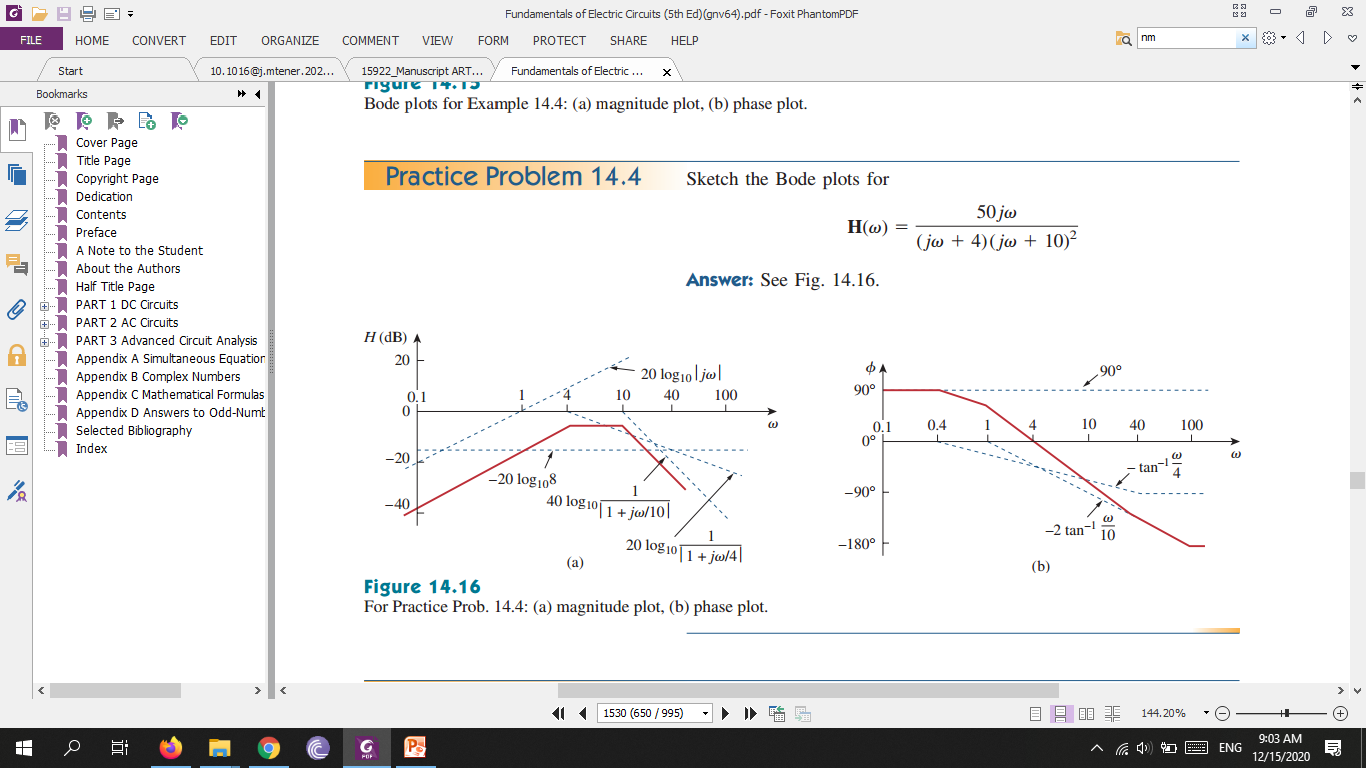 Fundamentals of Electric Circuits (5th Ed)(gnv64).pdf - Foxit PhantomPDF
FILE HOME CONVERT EDIT ORGANIZE COMMENT VIEW FORM PROTECT SHARE HELP
nm
Start 10.1016@j.mtener.202... 15922_Manuscript ART... Fundamentals of Electric ...
Bookmarks
Cover Page
Title Page
Copyright Page
Dedication
Contents
Preface
A Note to the Student
About the Authors
Half Title Page
PART 1 DC Circuits
PART 2 AC Circuits
PART 3 Advanced Circuit Analysis
Appendix A Simultaneous Equation
Appendix B Complex Numbers
Appendix C Mathematical Formulas
Appendix D Answers to Odd-Numb
Selected Bibliography
Index
Figure 14.15
Bode plots for Example 14.4: (a) magnitude plot, (b) phase plot.
Practice Problem 14.4 Sketch the Bode plots for
H(ω) = 50jω / (jω + 4)(jω + 10)²
Answer: See Fig. 14.16.
H (dB)
20
0
−20
−40
0.1 1 4 10 40 100
ω
20 log₁₀|jω|
−20 log₁₀8
40 log₁₀ 1 / |1 + jω/10|
20 log₁₀ 1 / |1 + jω/4|
(a)
ϕ
90°
0°
−90°
−180°
90°
0.1 0.4 1 4 10 40 100
ω
− tan⁻¹ ω/4
−2 tan⁻¹ ω/10
(b)
Figure 14.16
For Practice Prob. 14.4: (a) magnitude plot, (b) phase plot.
1530 (650 / 995)
144.20%
PDF
ENG
9:03 AM
12/15/2020